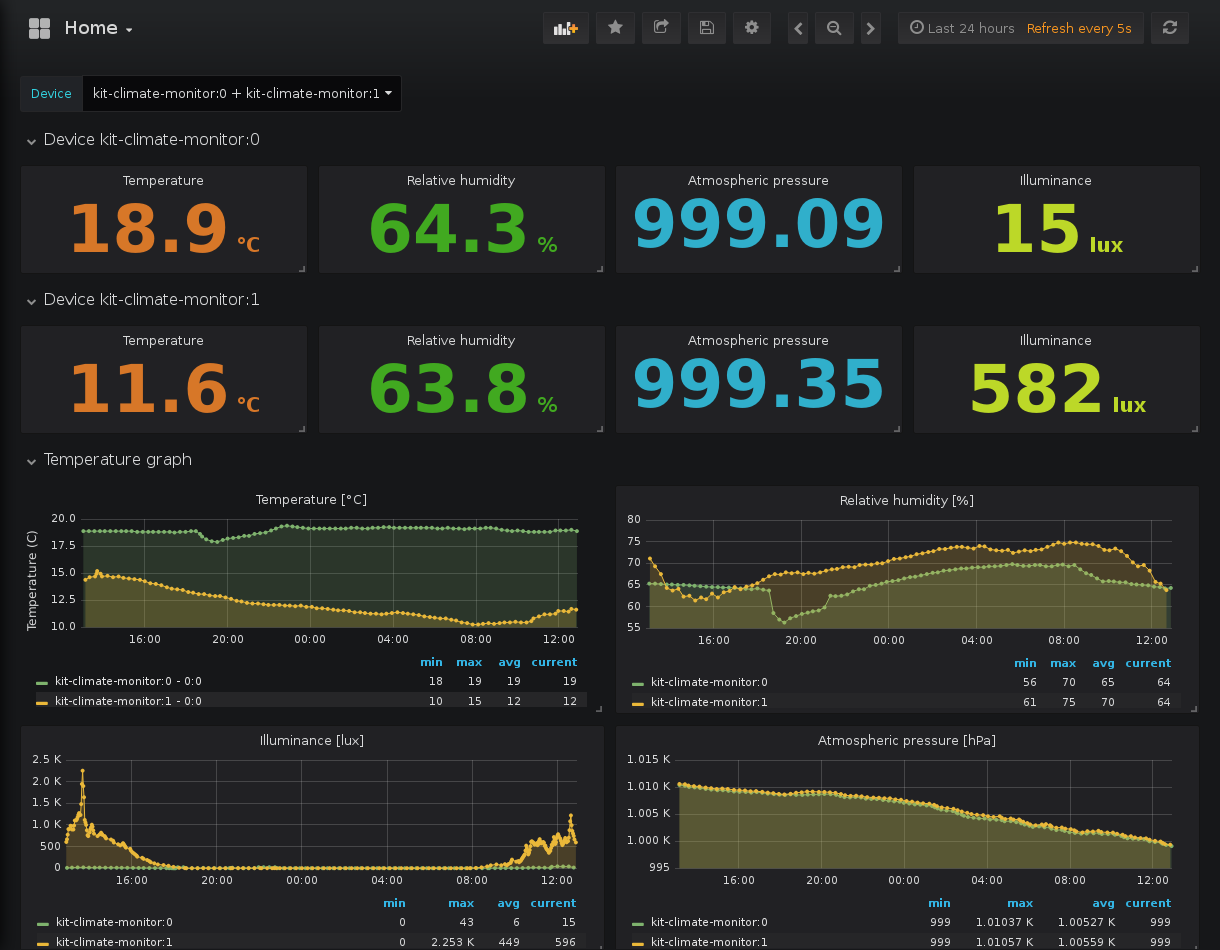 Home
Last 24 hours Refresh every 5s
Device kit-climate-monitor:0 + kit-climate-monitor:1
Device kit-climate-monitor:0
Temperature Relative humidity Atmospheric pressure Illuminance
18.9 °C 64.3 % 999.09 15 lux
Device kit-climate-monitor:1
Temperature Relative humidity Atmospheric pressure Illuminance
11.6 °C 63.8 % 999.35 582 lux
Temperature graph
Temperature [°C]
Temperature (C)
20.0
17.5
15.0
12.5
10.0
16:00 20:00 00:00 04:00 08:00 12:00
min max avg current
kit-climate-monitor:0 - 0:0 18 19 19 19
kit-climate-monitor:1 - 0:0 10 15 12 12
Relative humidity [%]
80
75
70
65
60
55
16:00 20:00 00:00 04:00 08:00 12:00
min max avg current
kit-climate-monitor:0 56 70 65 64
kit-climate-monitor:1 61 75 70 64
Illuminance [lux]
2.5 K
2.0 K
1.5 K
1.0 K
500
0
16:00 20:00 00:00 04:00 08:00 12:00
min max avg current
kit-climate-monitor:0 0 43 6 15
kit-climate-monitor:1 0 2.253 K 449 596
Atmospheric pressure [hPa]
1.015 K
1.010 K
1.005 K
1.000 K
995
16:00 20:00 00:00 04:00 08:00 12:00
min max avg current
kit-climate-monitor:0 999 1.01037 K 1.00527 K 999
kit-climate-monitor:1 999 1.01057 K 1.00559 K 999